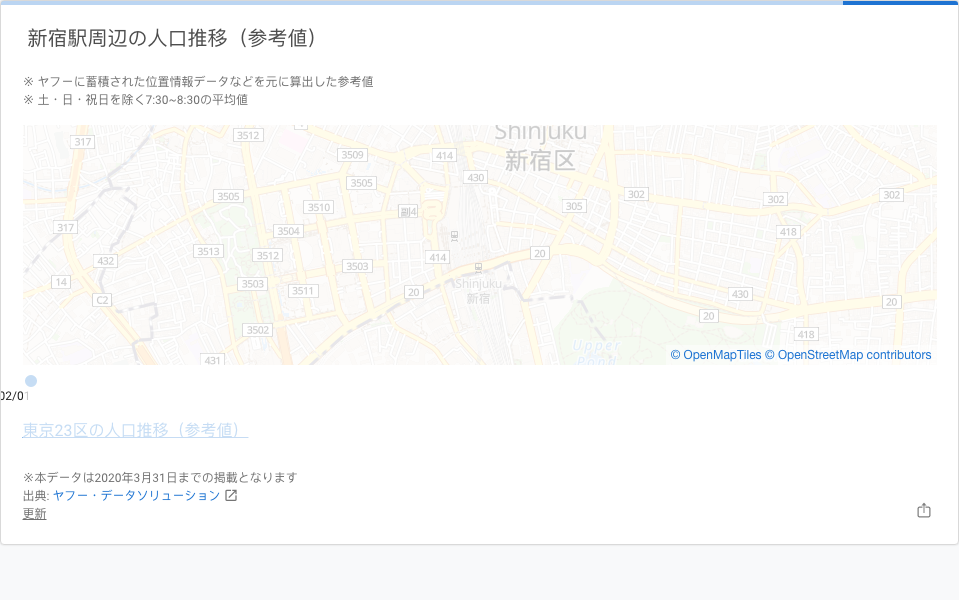 新宿駅周辺の人口推移（参考値）
※ ヤフーに蓄積された位置情報データなどを元に算出した参考値
※ 土・日・祝日を除く7:30~8:30の平均値
Shinjuku
新宿区
317
3512
3509
414
430
3505
3505
302
302
302
3510
副4
305
317
3504
418
3513
3512
414
20
432
3503
14
3503
3511
20
Shinjuku
新宿
430
C2
20
20
3502
418
431
Upper
© OpenMapTiles © OpenStreetMap contributors
02/01
東京23区の人口推移（参考値）
※本データは2020年3月31日までの掲載となります
出典: ヤフー・データソリューション
更新